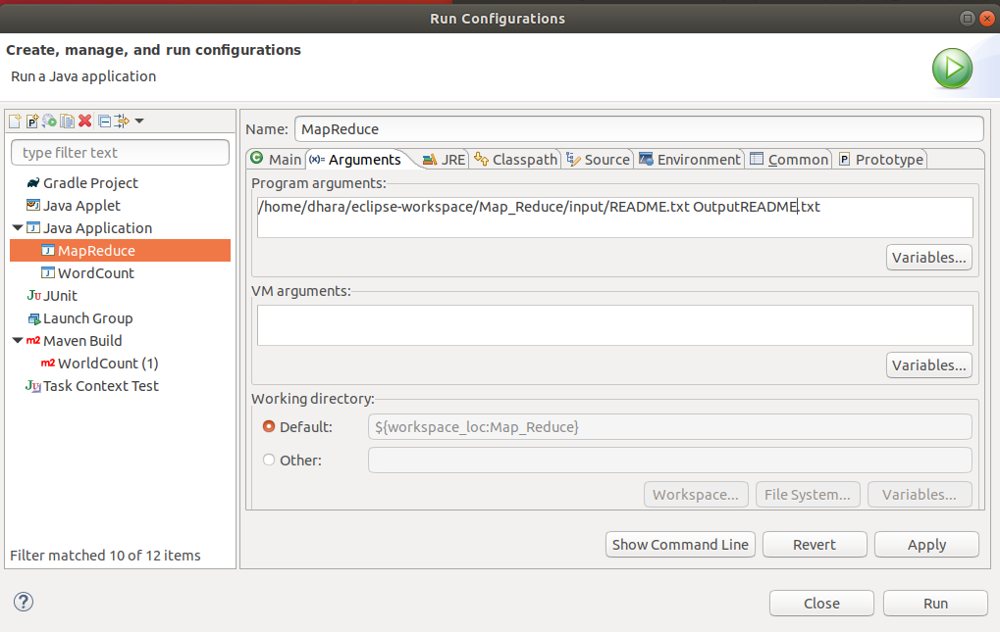 Run Configurations
Create, manage, and run configurations
Run a Java application
type filter text
Gradle Project
Java Applet
Java Application
MapReduce
WordCount
JUnit
Launch Group
Maven Build
WorldCount (1)
Task Context Test
Filter matched 10 of 12 items
Name: MapReduce
Main (x)= Arguments JRE Classpath Source Environment Common Prototype
Program arguments:
/home/dhara/eclipse-workspace/Map_Reduce/input/README.txt OutputREADME.txt
Variables...
VM arguments:
Variables...
Working directory:
Default: ${workspace_loc:Map_Reduce}
Other:
Workspace... File System... Variables...
Show Command Line Revert Apply
Close Run